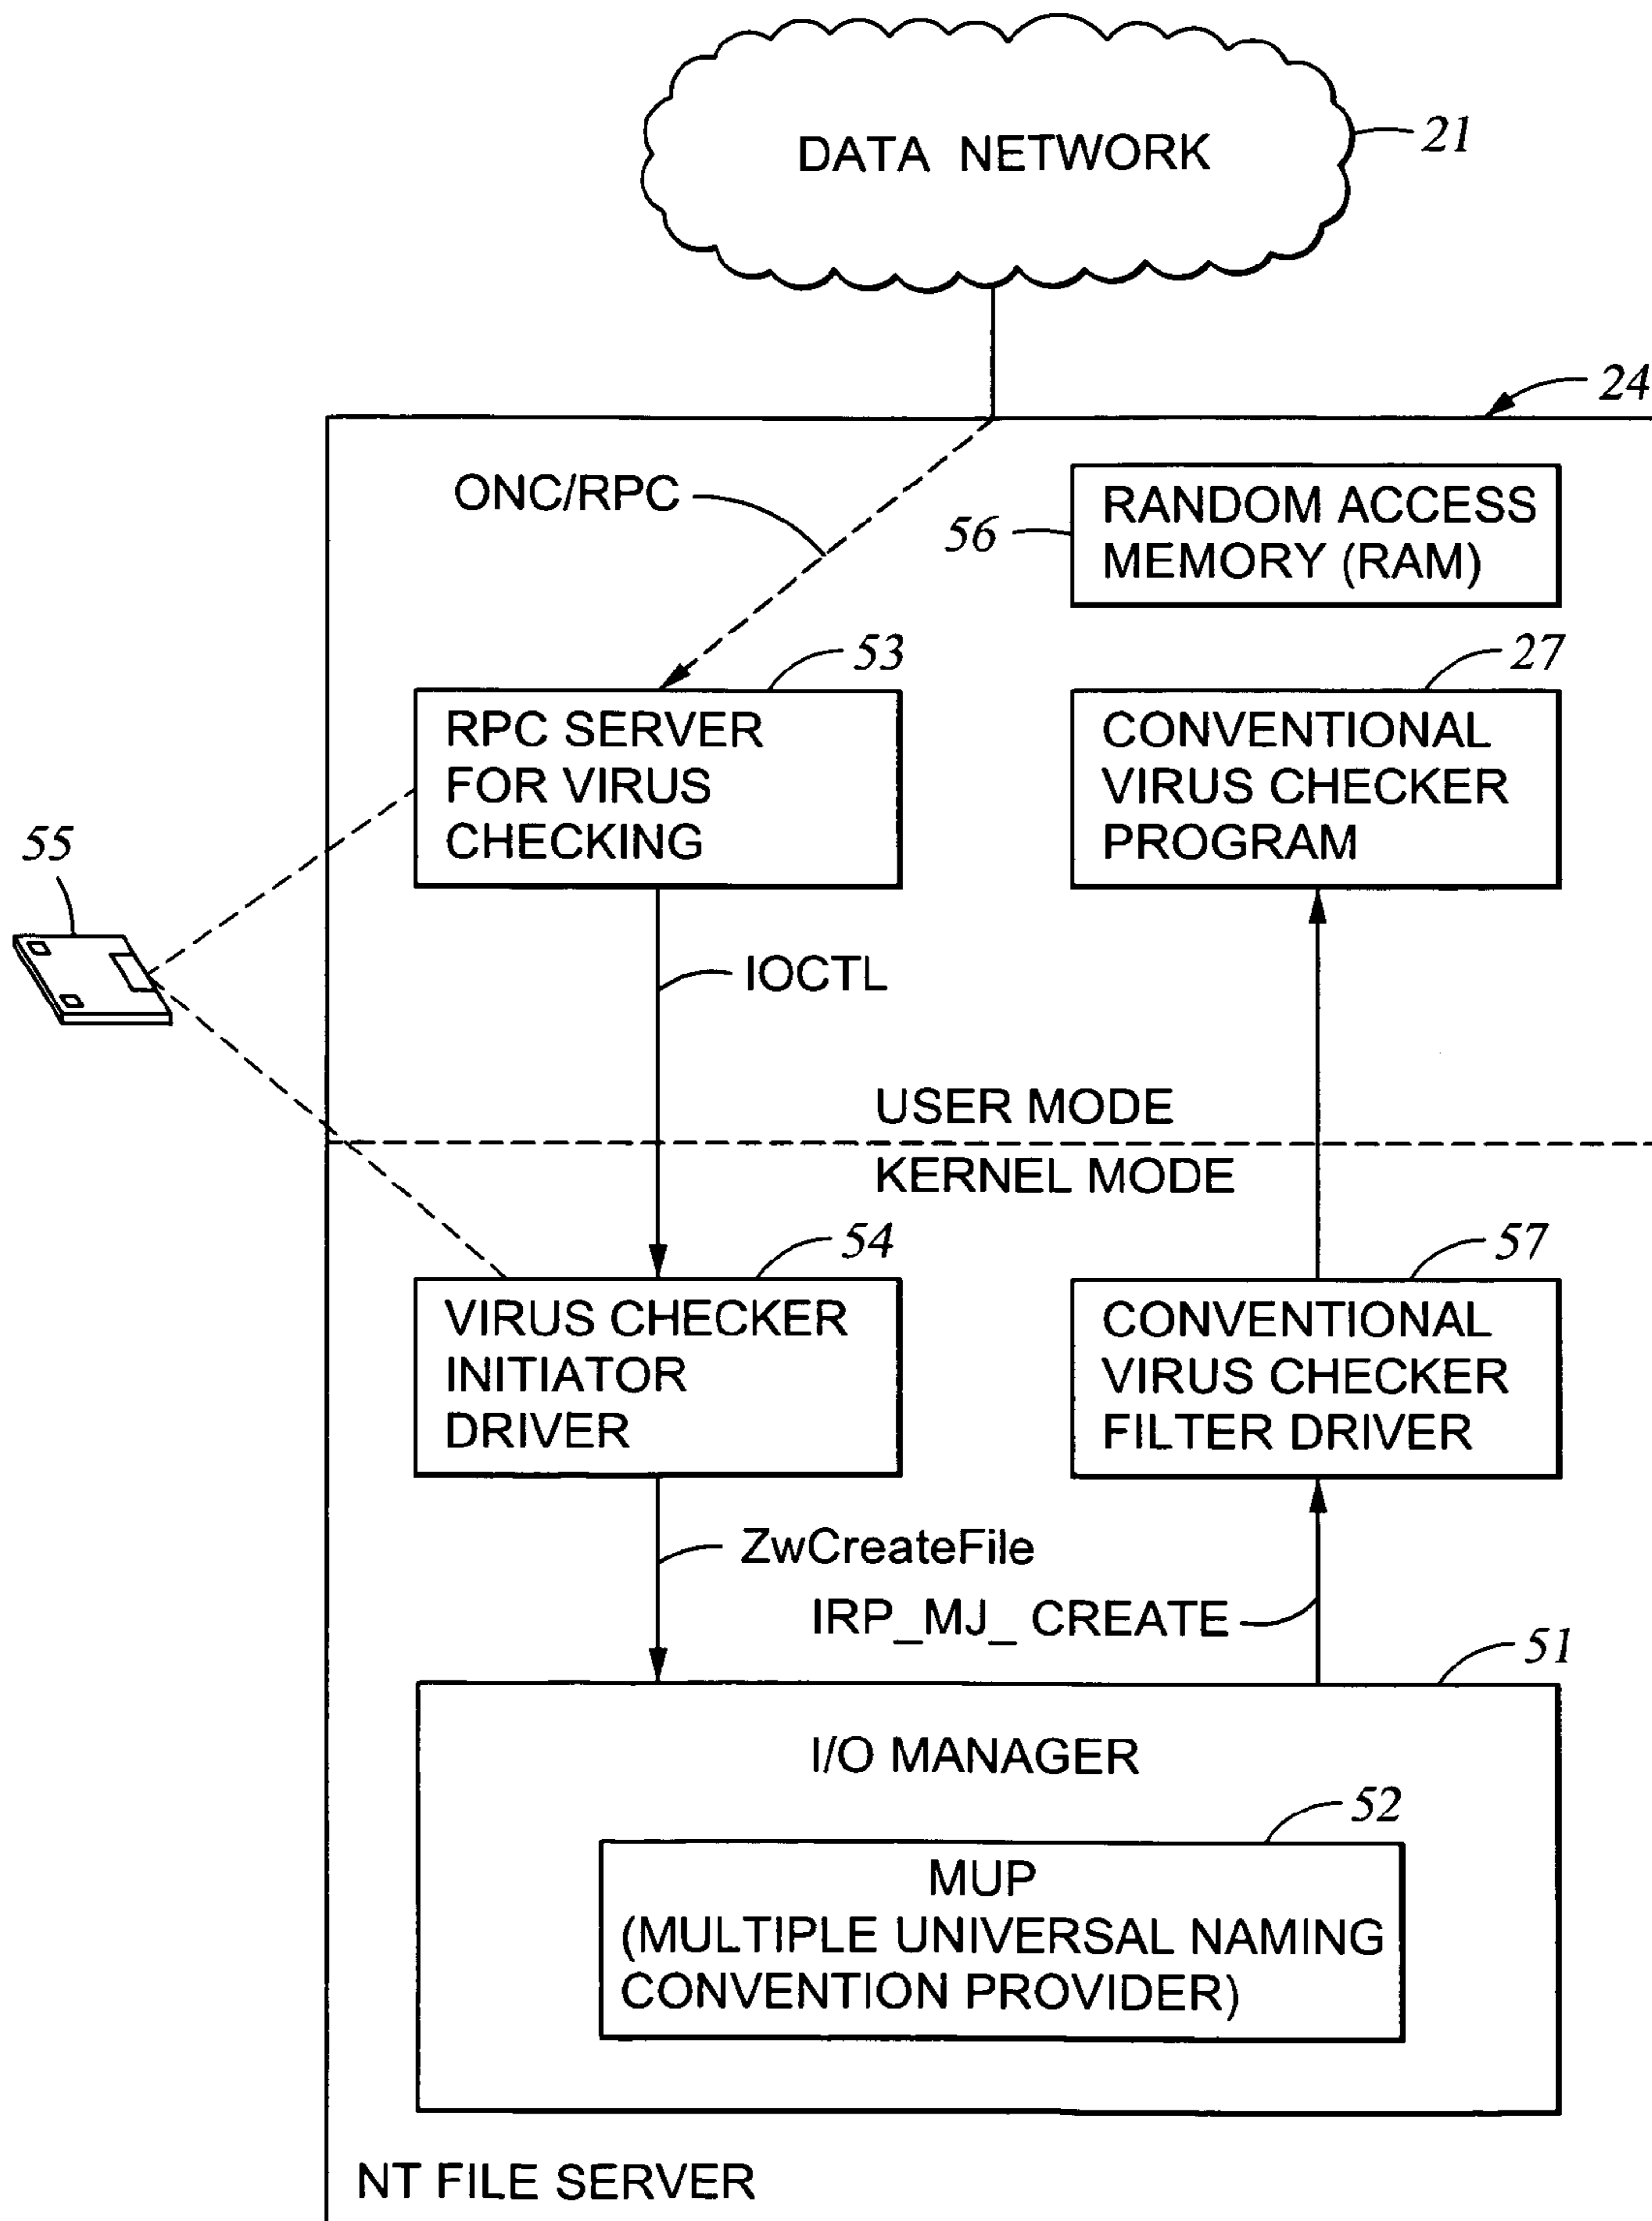 DATA NETWORK
21
24
ONC/RPC
56
RANDOM ACCESS
MEMORY (RAM)
53
RPC SERVER
FOR VIRUS
CHECKING
27
CONVENTIONAL
VIRUS CHECKER
PROGRAM
55
IOCTL
USER MODE
KERNEL MODE
54
VIRUS CHECKER
INITIATOR
DRIVER
57
CONVENTIONAL
VIRUS CHECKER
FILTER DRIVER
ZwCreateFile
IRP_MJ_ CREATE
51
I/O MANAGER
52
MUP
(MULTIPLE UNIVERSAL NAMING
CONVENTION PROVIDER)
NT FILE SERVER